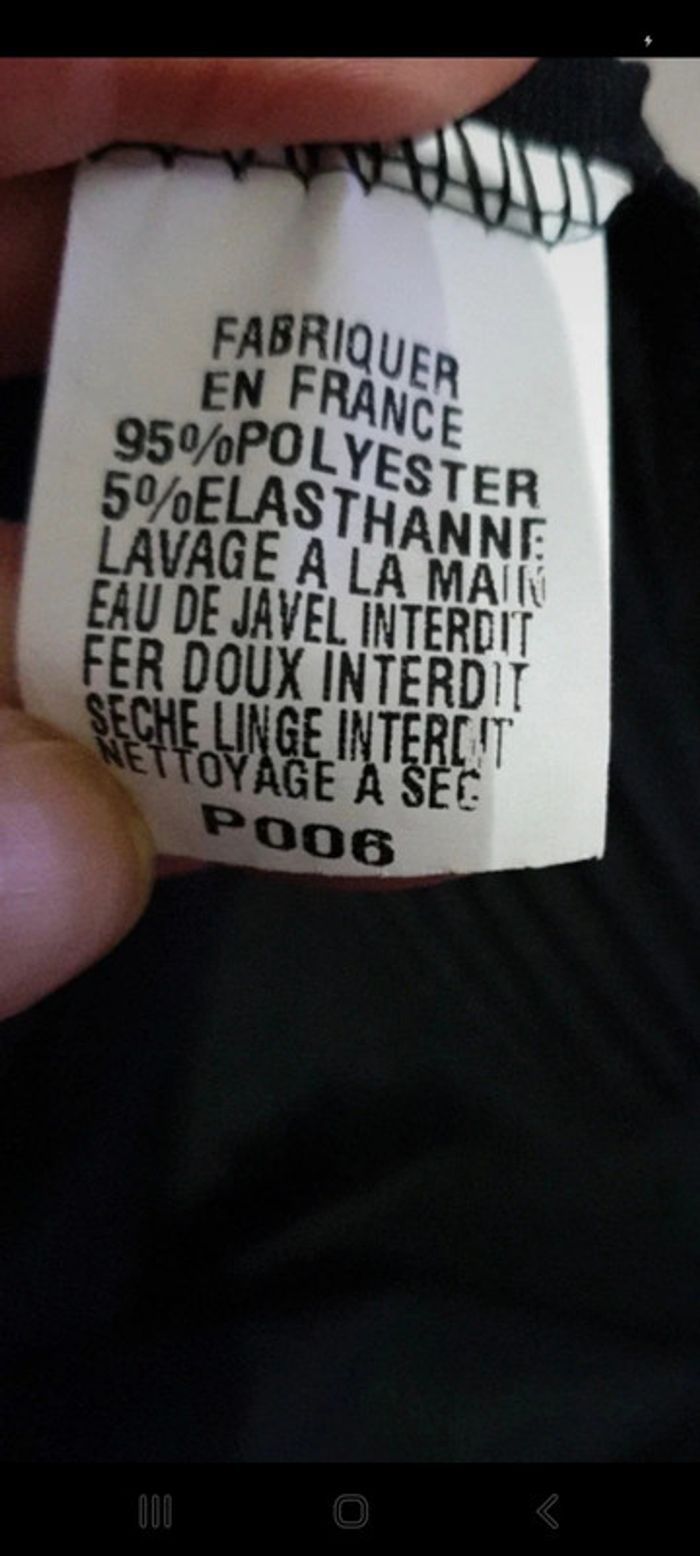 FABRIQUER
EN FRANCE
95%POLYESTER
5%ELASTHANNE
LAVAGE A LA MAIN
EAU DE JAVEL INTERDIT
FER DOUX INTERDIT
SECHE LINGE INTERDIT
NETTOYAGE A SEC
P006